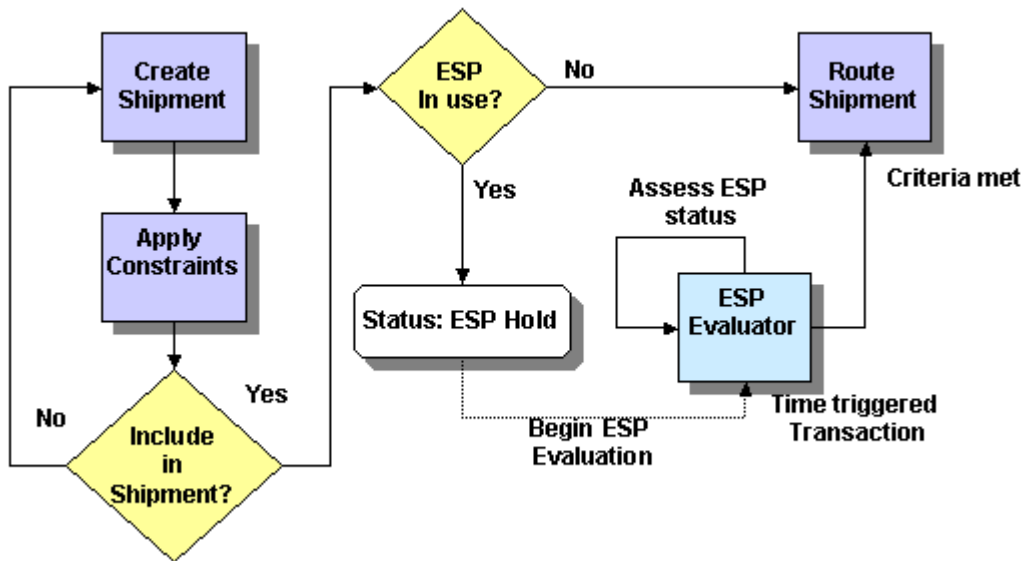 Create
Shipment
Apply
Constraints
No
Yes
Include
in
Shipment?
ESP
In use?
No
Yes
Status: ESP Hold
Begin ESP
Evaluation
Assess ESP
status
ESP
Evaluator
Time triggered
Transaction
Criteria met
Route
Shipment